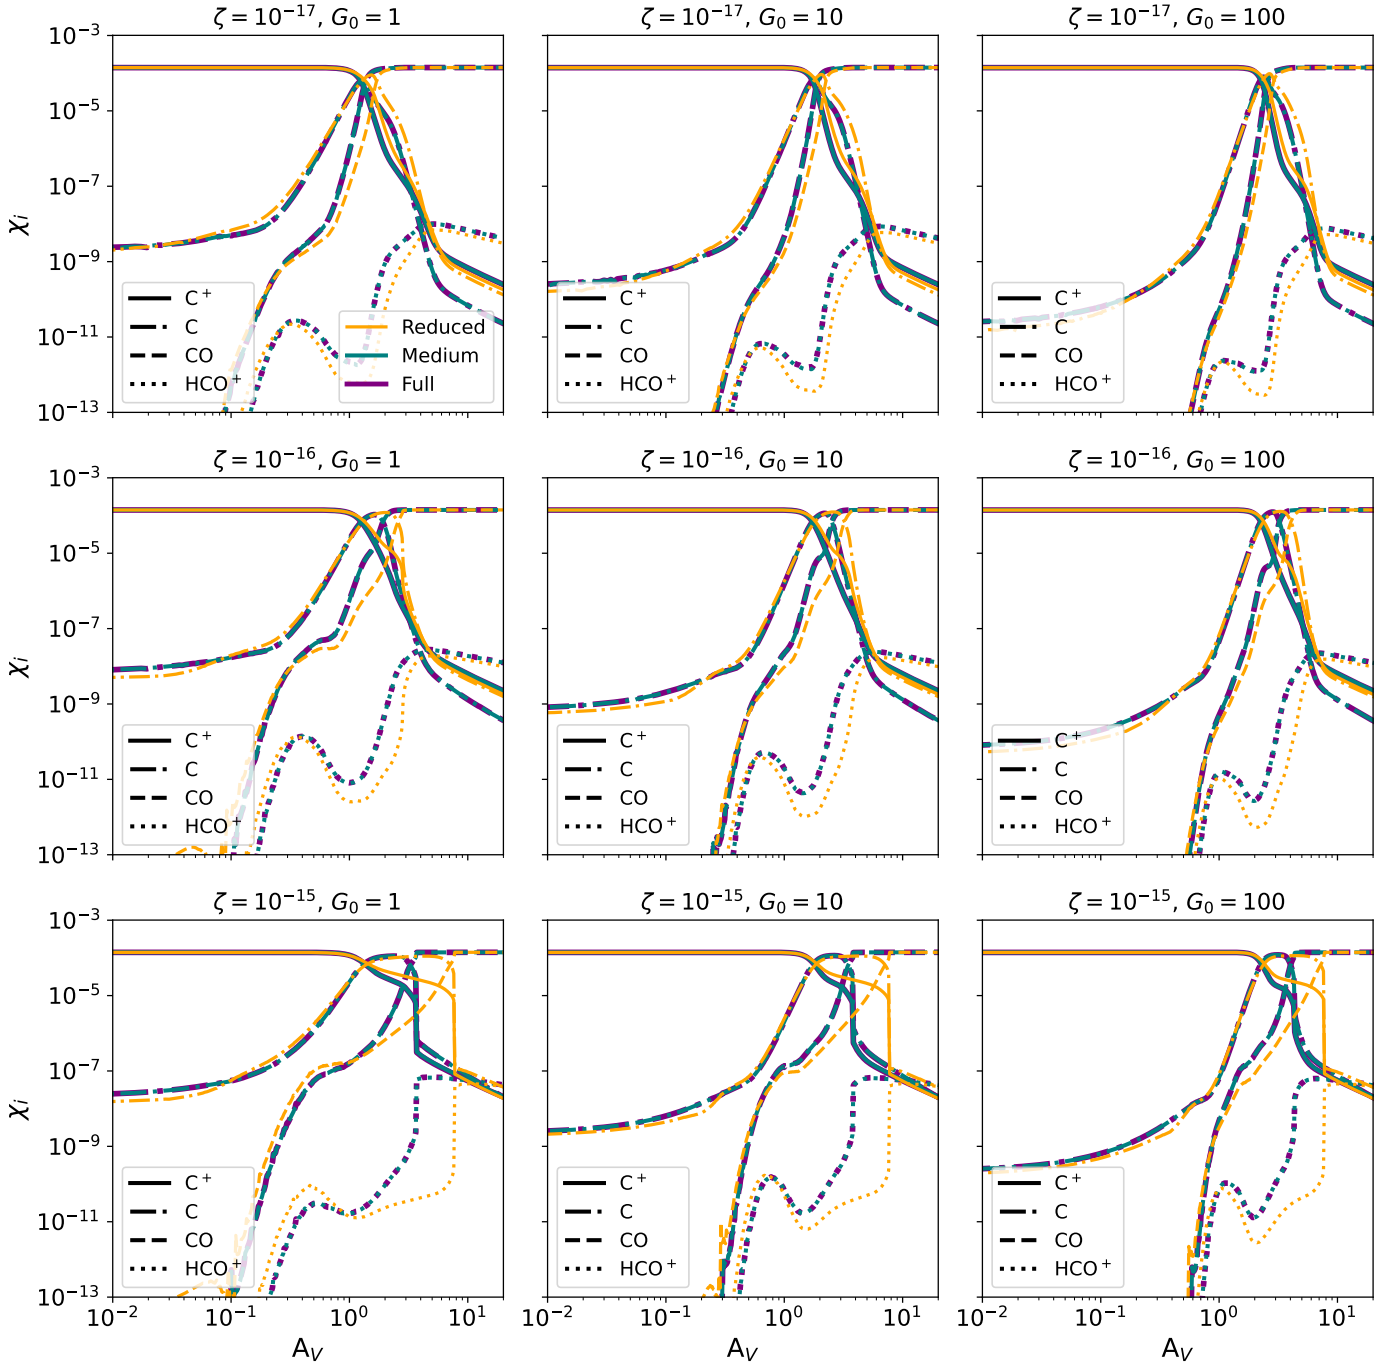 ζ = 10⁻¹⁷, G₀ = 1
ζ = 10⁻¹⁷, G₀ = 10
ζ = 10⁻¹⁷, G₀ = 100
10⁻³
10⁻⁵
10⁻⁷
10⁻⁹
10⁻¹¹
10⁻¹³
χᵢ
C⁺
C
CO
HCO⁺
Reduced
Medium
Full
C⁺
C
CO
HCO⁺
C⁺
C
CO
HCO⁺
ζ = 10⁻¹⁶, G₀ = 1
ζ = 10⁻¹⁶, G₀ = 10
ζ = 10⁻¹⁶, G₀ = 100
10⁻³
10⁻⁵
10⁻⁷
10⁻⁹
10⁻¹¹
10⁻¹³
χᵢ
C⁺
C
CO
HCO⁺
C⁺
C
CO
HCO⁺
C⁺
C
CO
HCO⁺
ζ = 10⁻¹⁵, G₀ = 1
ζ = 10⁻¹⁵, G₀ = 10
ζ = 10⁻¹⁵, G₀ = 100
10⁻³
10⁻⁵
10⁻⁷
10⁻⁹
10⁻¹¹
10⁻¹³
χᵢ
C⁺
C
CO
HCO⁺
C⁺
C
CO
HCO⁺
C⁺
C
CO
HCO⁺
10⁻² 10⁻¹ 10⁰ 10¹
10⁻² 10⁻¹ 10⁰ 10¹
10⁻² 10⁻¹ 10⁰ 10¹
A_V
A_V
A_V